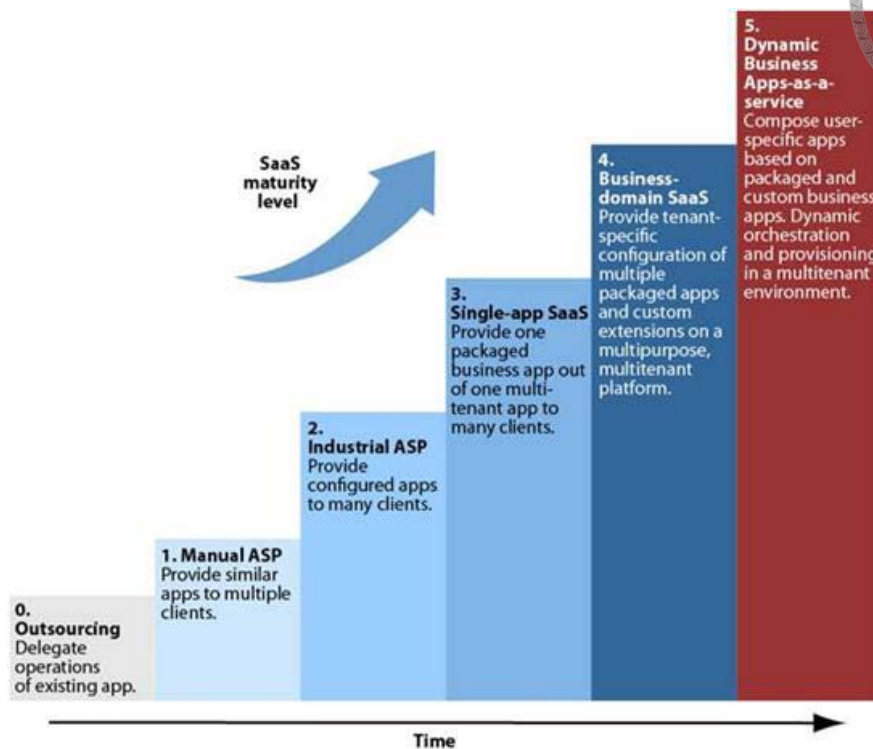 SaaS
maturity
level
0.
Outsourcing
Delegate
operations
of existing app.
1. Manual ASP
Provide similar
apps to multiple
clients.
2.
Industrial ASP
Provide
configured apps
to many clients.
3.
Single-app SaaS
Provide one
packaged
business app out
of one multi-
tenant app to
many clients.
4.
Business-
domain SaaS
Provide tenant-
specific
configuration of
multiple
packaged apps
and custom
extensions on a
multipurpose,
multitenant
platform.
5.
Dynamic
Business
Apps-as-a-
service
Compose user-
specific apps
based on
packaged and
custom business
apps. Dynamic
orchestration
and provisioning
in a multitenant
environment.
Time